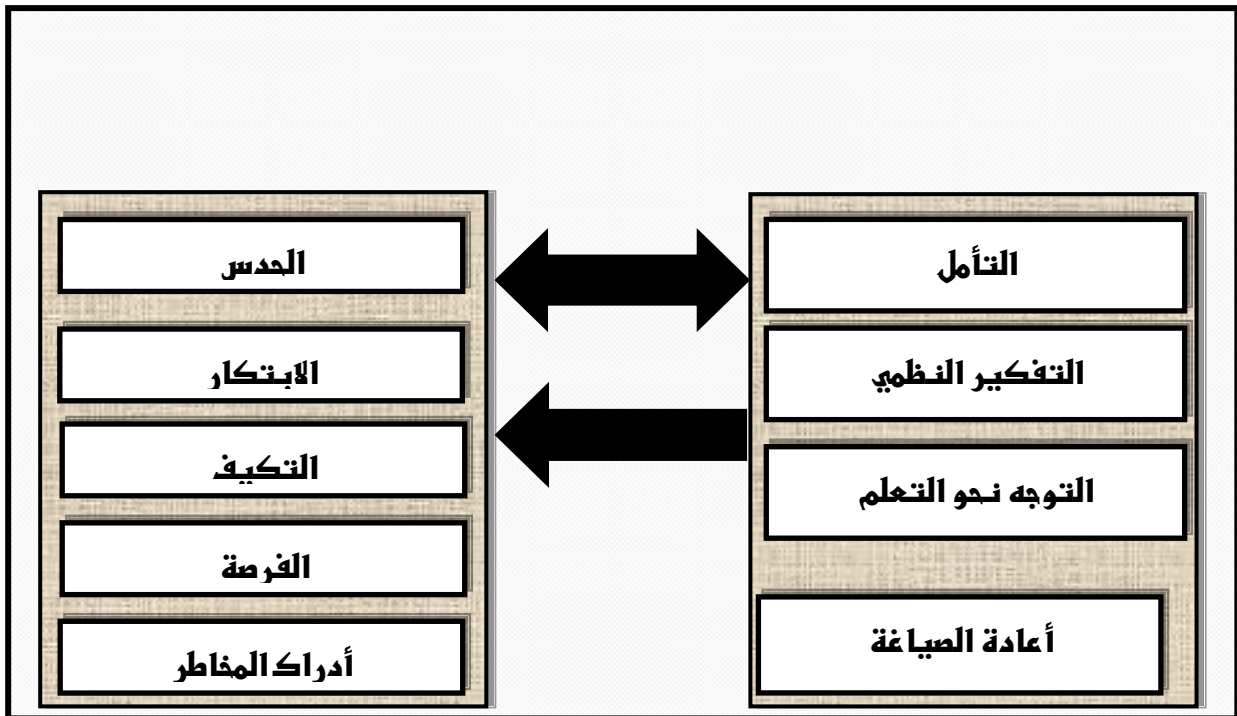 التأمل
التفكير النظمي
التوجه نحو التعلم
أعادة الصياغة
الحدس
الابتكار
التكيف
الفرصة
أدراك المخاطر